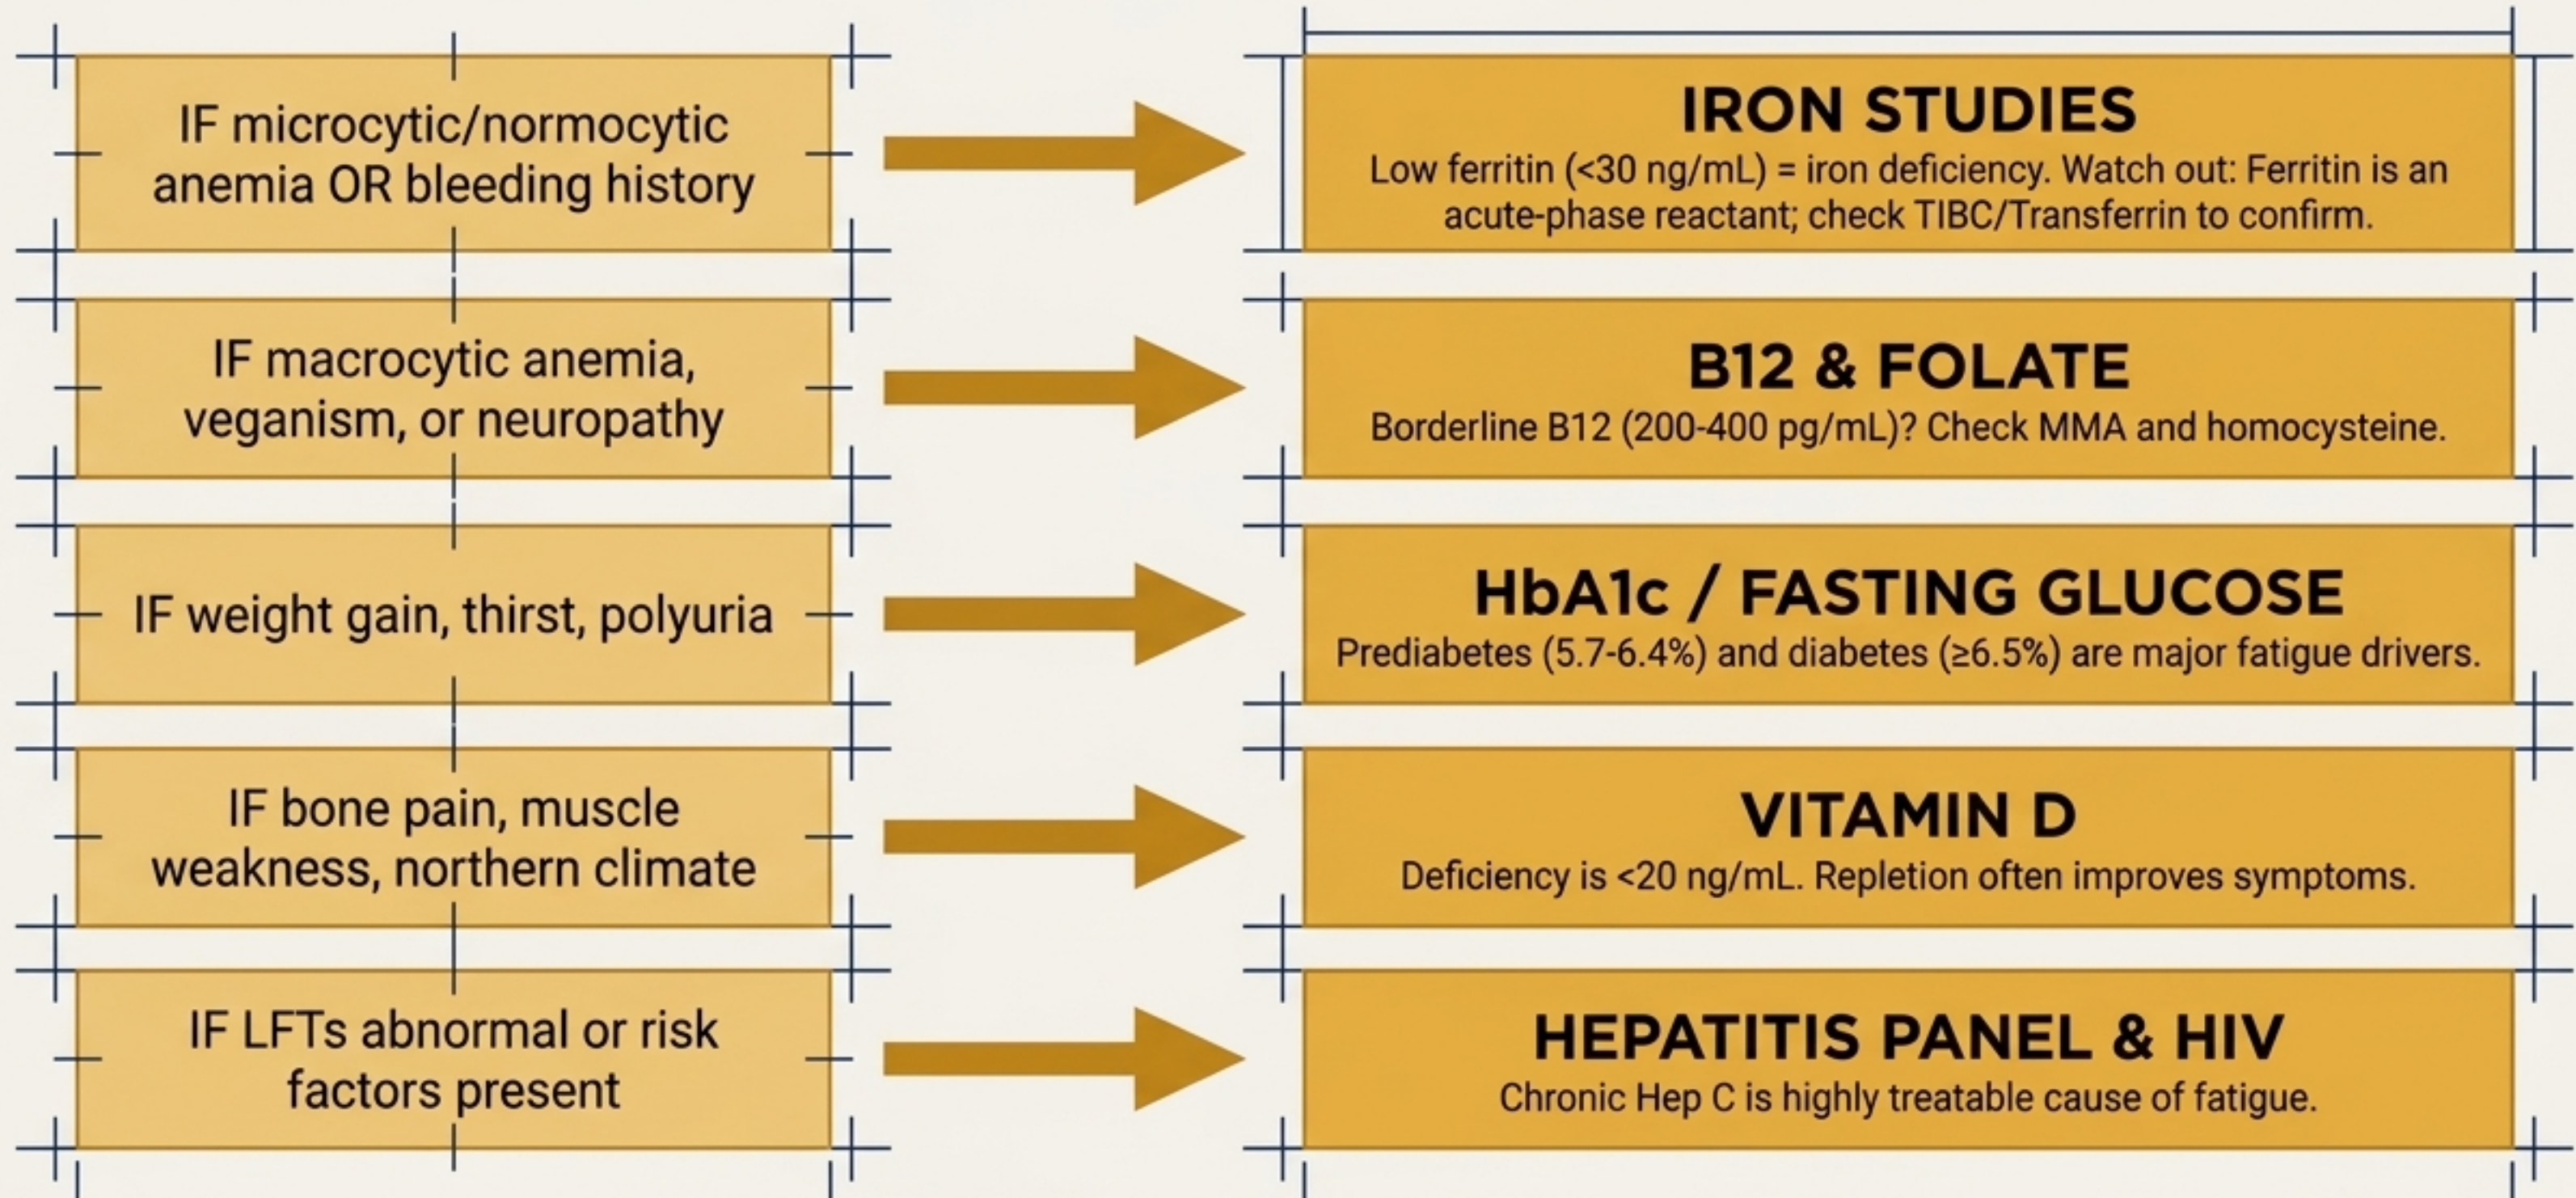 IF microcytic/normocytic
anemia OR bleeding history
IRON STUDIES
Low ferritin (<30 ng/mL) = iron deficiency. Watch out: Ferritin is an
acute-phase reactant; check TIBC/Transferrin to confirm.
IF macrocytic anemia,
veganism, or neuropathy
B12 & FOLATE
Borderline B12 (200-400 pg/mL)? Check MMA and homocysteine.
IF weight gain, thirst, polyuria
HbA1c / FASTING GLUCOSE
Prediabetes (5.7-6.4%) and diabetes (≥6.5%) are major fatigue drivers.
IF bone pain, muscle
weakness, northern climate
VITAMIN D
Deficiency is <20 ng/mL. Repletion often improves symptoms.
IF LFTs abnormal or risk
factors present
HEPATITIS PANEL & HIV
Chronic Hep C is highly treatable cause of fatigue.